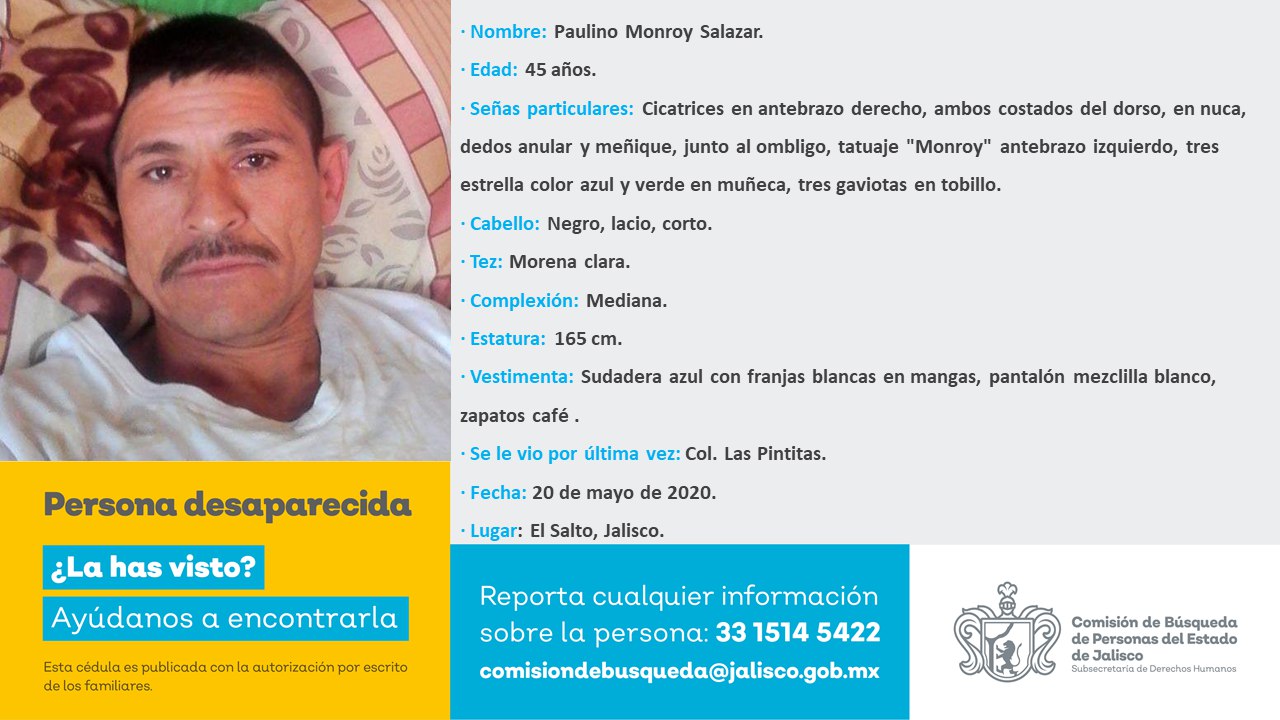 · Nombre: Paulino Monroy Salazar.
· Edad: 45 años.
· Señas particulares: Cicatrices en antebrazo derecho, ambos costados del dorso, en nuca,
dedos anular y meñique, junto al ombligo, tatuaje "Monroy" antebrazo izquierdo, tres
estrella color azul y verde en muñeca, tres gaviotas en tobillo.
· Cabello: Negro, lacio, corto.
· Tez: Morena clara.
· Complexión: Mediana.
· Estatura: 165 cm.
· Vestimenta: Sudadera azul con franjas blancas en mangas, pantalón mezclilla blanco,
zapatos café .
· Se le vio por última vez: Col. Las Pintitas.
· Fecha: 20 de mayo de 2020.
· Lugar: El Salto, Jalisco.
Persona desaparecida
¿La has visto?
Ayúdanos a encontrarla
Esta cédula es publicada con la autorización por escrito
de los familiares.
Reporta cualquier información
sobre la persona: 33 1514 5422
comisiondebusqueda@jalisco.gob.mx
Comisión de Búsqueda
de Personas del Estado
de Jalisco
Subsecretaría de Derechos Humanos